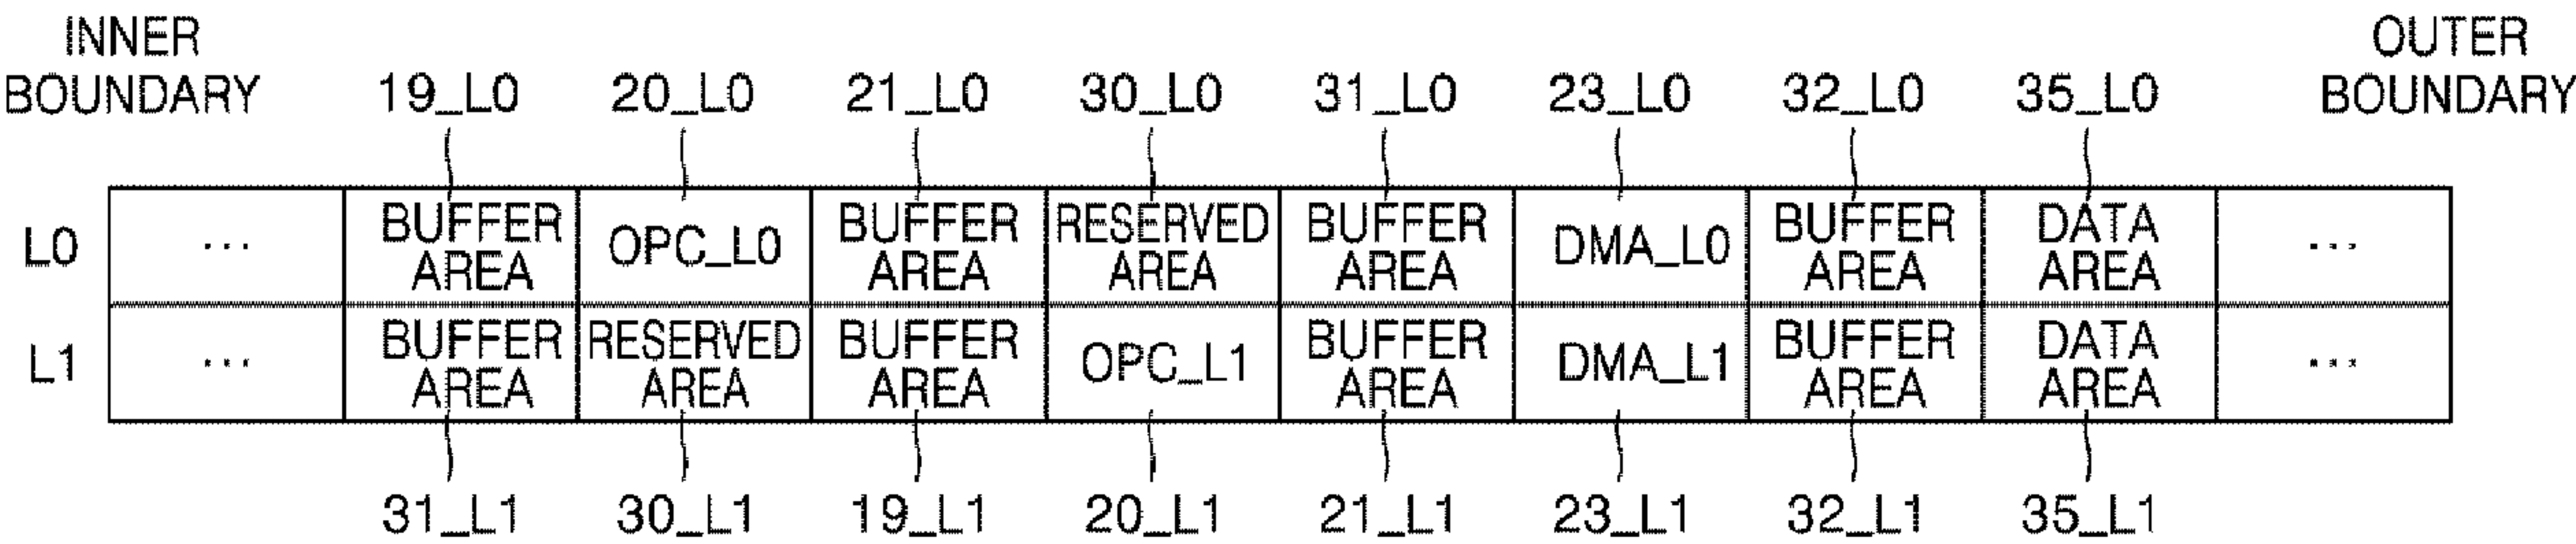 INNER
BOUNDARY
19_L0 20_L0 21_L0 30_L0 31_L0 23_L0 32_L0 35_L0
OUTER
BOUNDARY
L0 ... BUFFER AREA OPC_L0 BUFFER AREA RESERVED AREA BUFFER AREA DMA_L0 BUFFER AREA DATA AREA ...
L1 ... BUFFER AREA RESERVED AREA BUFFER AREA OPC_L1 BUFFER AREA DMA_L1 BUFFER AREA DATA AREA ...
31_L1 30_L1 19_L1 20_L1 21_L1 23_L1 32_L1 35_L1